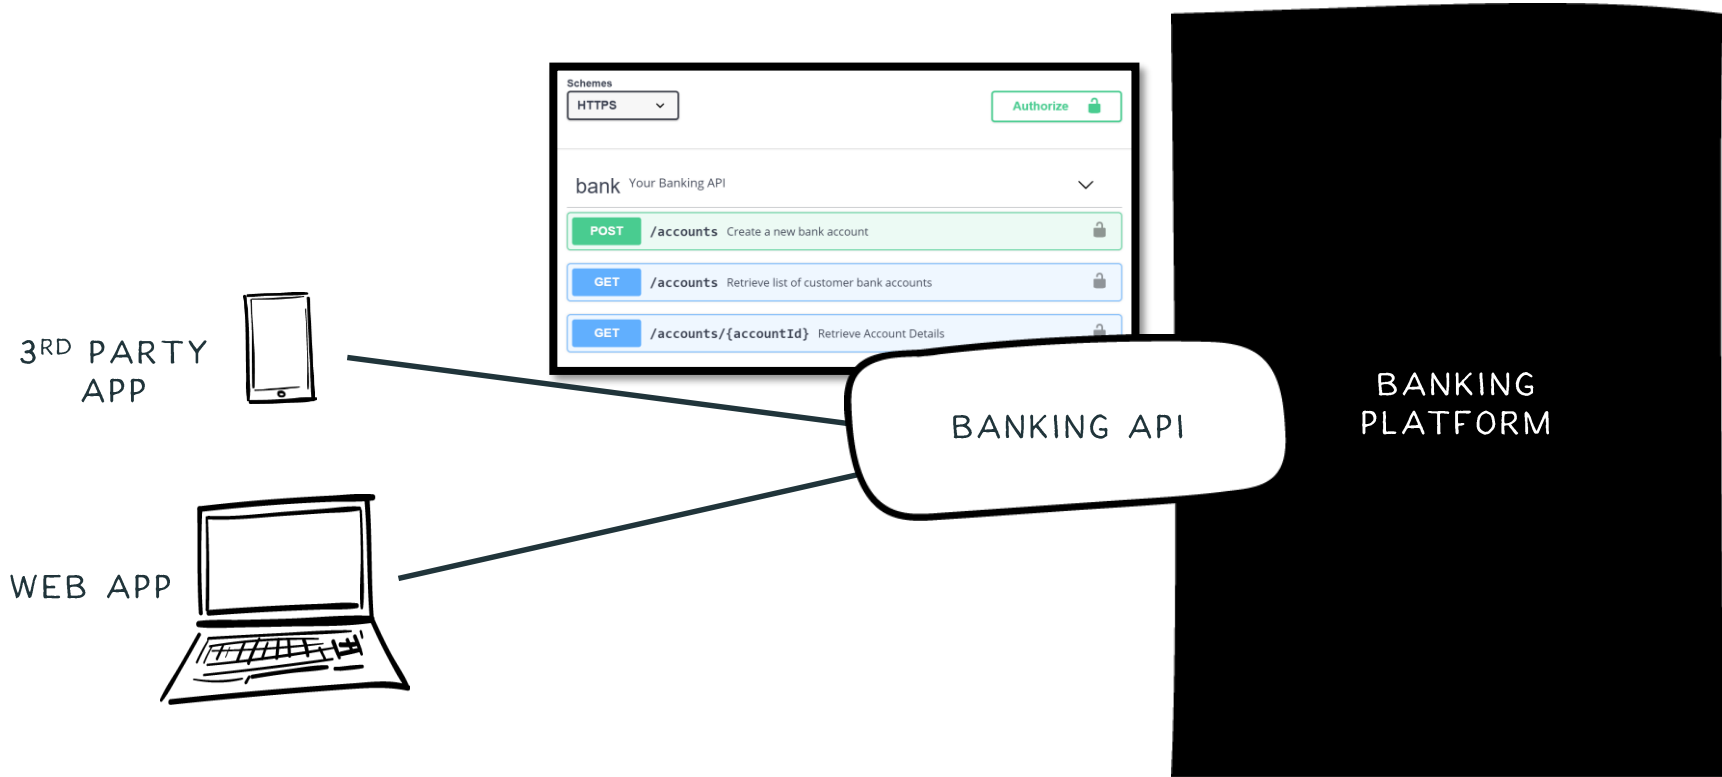 Schemes
HTTPS
Authorize
bank Your Banking API
POST /accounts Create a new bank account
GET /accounts Retrieve list of customer bank accounts
GET /accounts/{accountId} Retrieve Account Details
3RD PARTY
APP
BANKING API
BANKING
PLATFORM
WEB APP